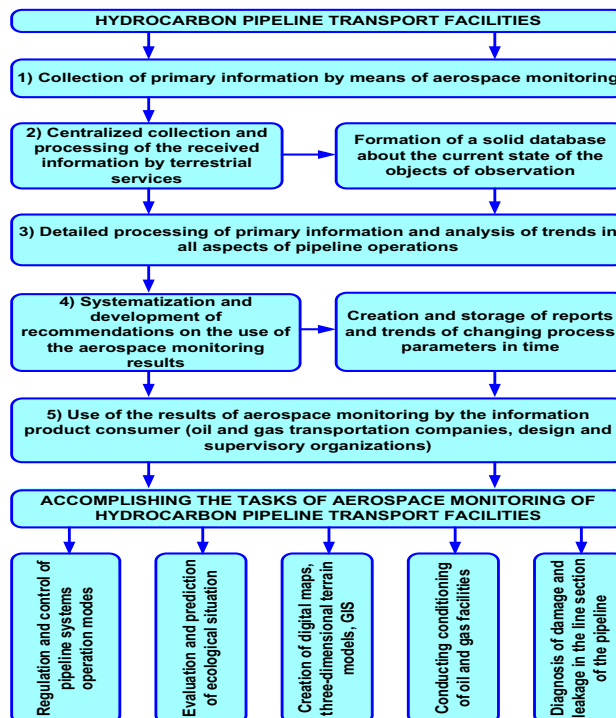 HYDROCARBON PIPELINE TRANSPORT FACILITIES
1) Collection of primary information by means of aerospace monitoring
2) Centralized collection and
processing of the received
information by terrestrial
services
Formation of a solid database
about the current state of the
objects of observation
3) Detailed processing of primary information and analysis of trends in
all aspects of pipeline operations
4) Systematization and
development of
recommendations on the use of
the aerospace monitoring
results
Creation and storage of reports
and trends of changing process
parameters in time
5) Use of the results of aerospace monitoring by the information
product consumer (oil and gas transportation companies, design and
supervisory organizations)
ACCOMPLISHING THE TASKS OF AEROSPACE MONITORING OF
HYDROCARBON PIPELINE TRANSPORT FACILITIES
Regulation and control of
pipeline systems
operation modes
Evaluation and prediction
of ecological situation
Creation of digital maps,
three-dimensional terrain
models, GIS
Conducting conditioning
of oil and gas facilities
Diagnosis of damage and
leakage in the line section
of the pipeline